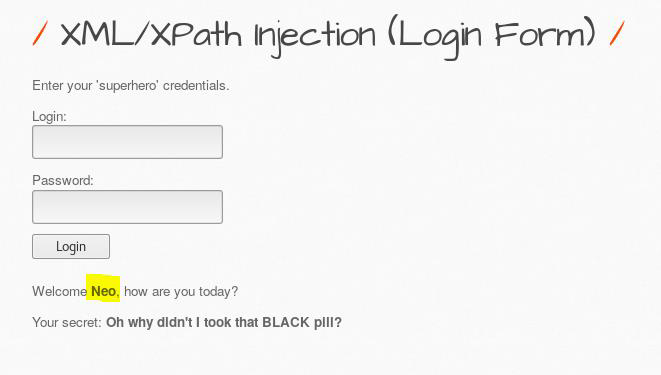 / XML/XPath Injection (Login Form) /
Enter your 'superhero' credentials.
Login:
Password:
Login
Welcome Neo, how are you today?
Your secret: Oh why didn't I took that BLACK pill?